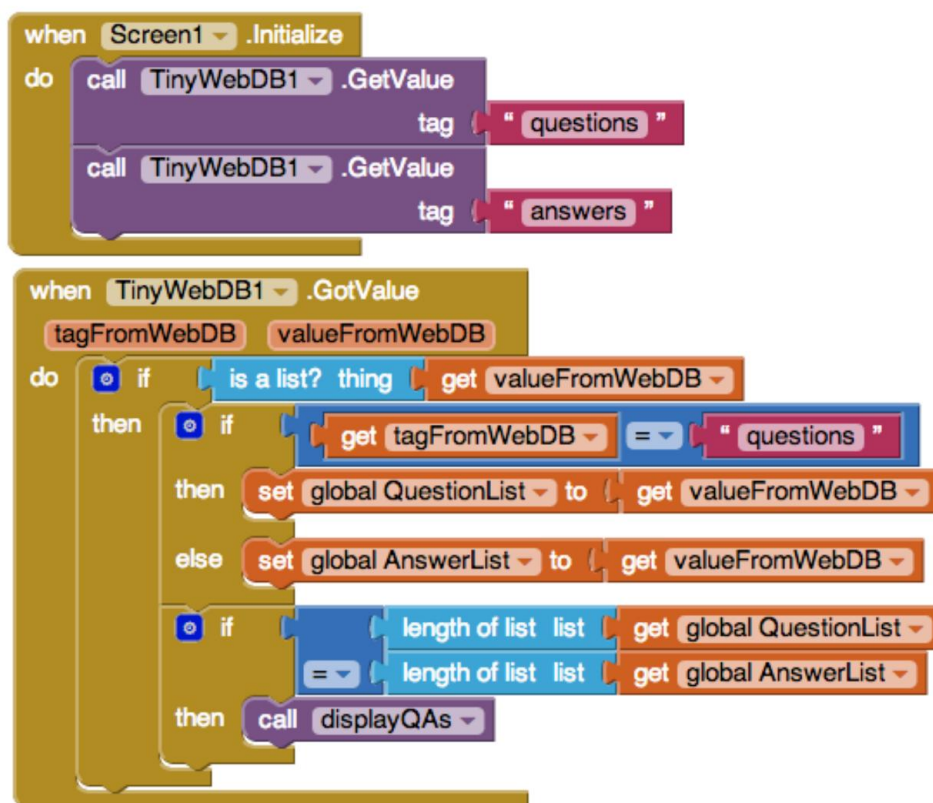 when Screen1 .Initialize
do call TinyWebDB1 .GetValue
tag " questions "
call TinyWebDB1 .GetValue
tag " answers "
when TinyWebDB1 .GotValue
tagFromWebDB valueFromWebDB
do if is a list? thing get valueFromWebDB
then if get tagFromWebDB = " questions "
then set global QuestionList to get valueFromWebDB
else set global AnswerList to get valueFromWebDB
if length of list list get global QuestionList
= length of list list get global AnswerList
then call displayQAs